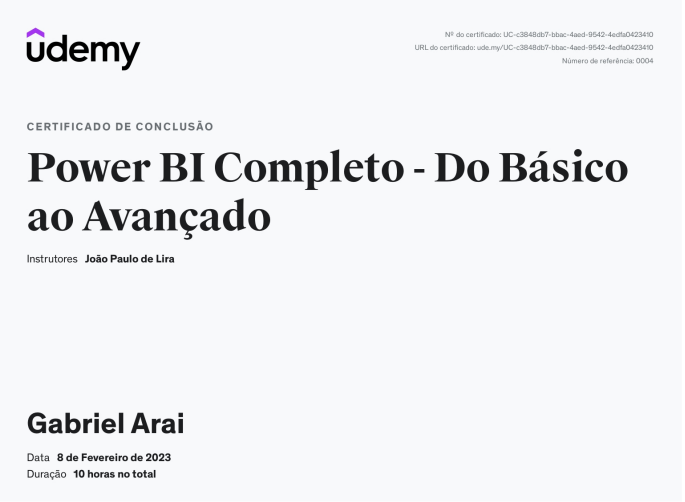 udemy
Nº do certificado: UC-c3848db7-bbac-4aed-9542-4edfa0423410
URL do certificado: ude.my/UC-c3848db7-bbac-4aed-9542-4edfa0423410
Número de referência: 0004
CERTIFICADO DE CONCLUSÃO
Power BI Completo - Do Básico
ao Avançado
Instrutores João Paulo de Lira
Gabriel Arai
Data 8 de Fevereiro de 2023
Duração 10 horas no total